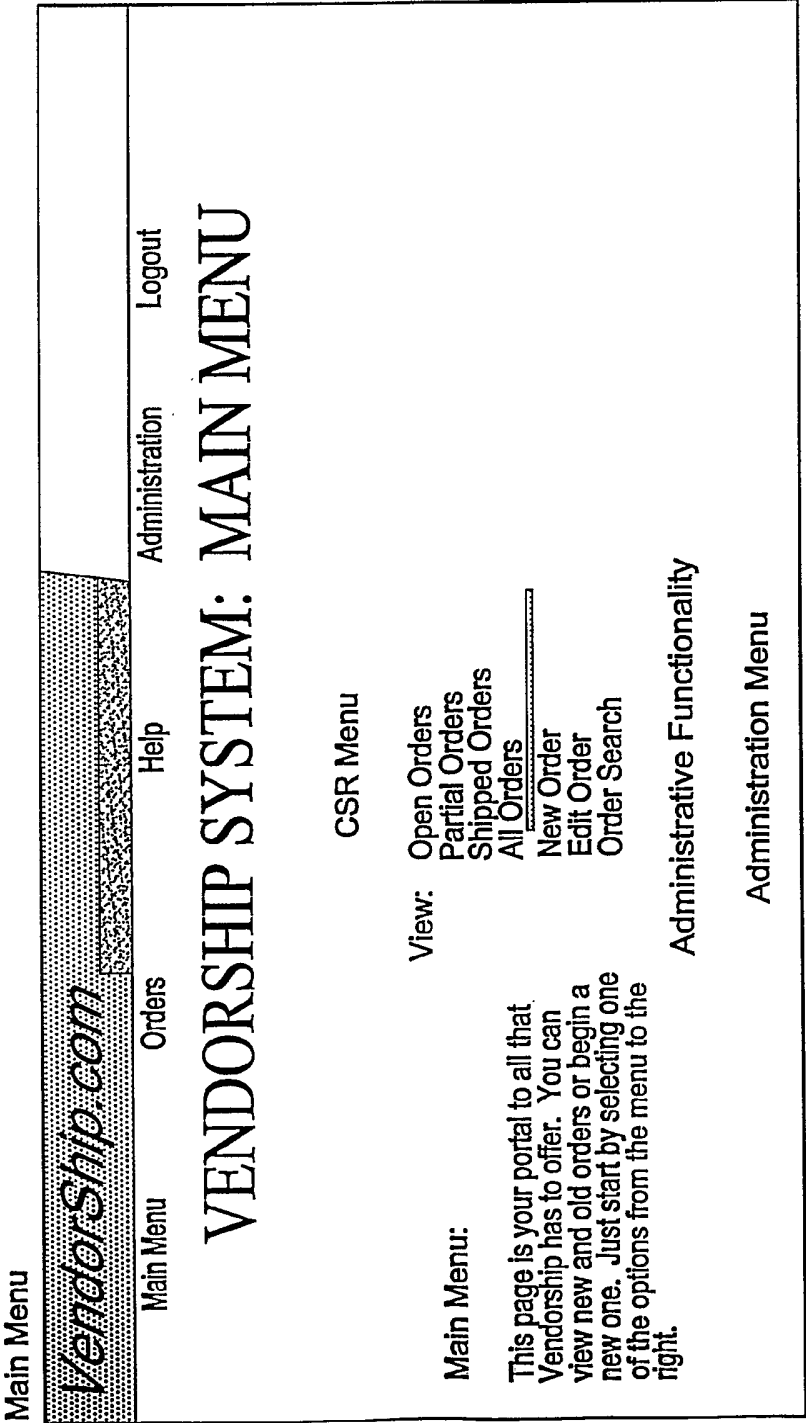 Main Menu
VendorShip.com
Main Menu Orders Help Administration Logout
VENDORSHIP SYSTEM: MAIN MENU
Main Menu:
This page is your portal to all that
Vendorship has to offer. You can
view new and old orders or begin a
new one. Just start by selecting one
of the options from the menu to the
right.
CSR Menu
View: Open Orders
Partial Orders
Shipped Orders
All Orders
New Order
Edit Order
Order Search
Administrative Functionality
Administration Menu